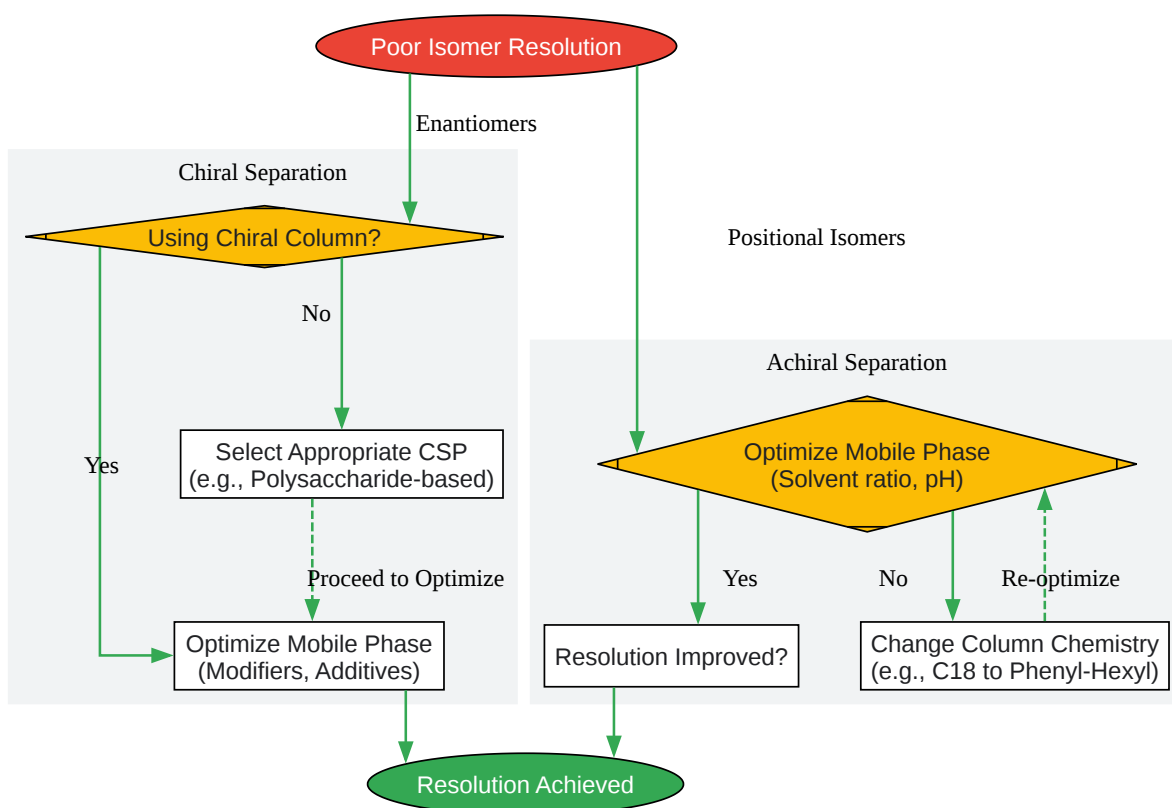 Poor Isomer Resolution
Enantiomers
Chiral Separation
Using Chiral Column?
Positional Isomers
No
Achiral Separation
Select Appropriate CSP
(e.g., Polysaccharide-based)
Yes
Optimize Mobile Phase
(Solvent ratio, pH)
Proceed to Optimize
Yes
No
Re-optimize
Optimize Mobile Phase
(Modifiers, Additives)
Resolution Improved?
Change Column Chemistry
(e.g., C18 to Phenyl-Hexyl)
Resolution Achieved